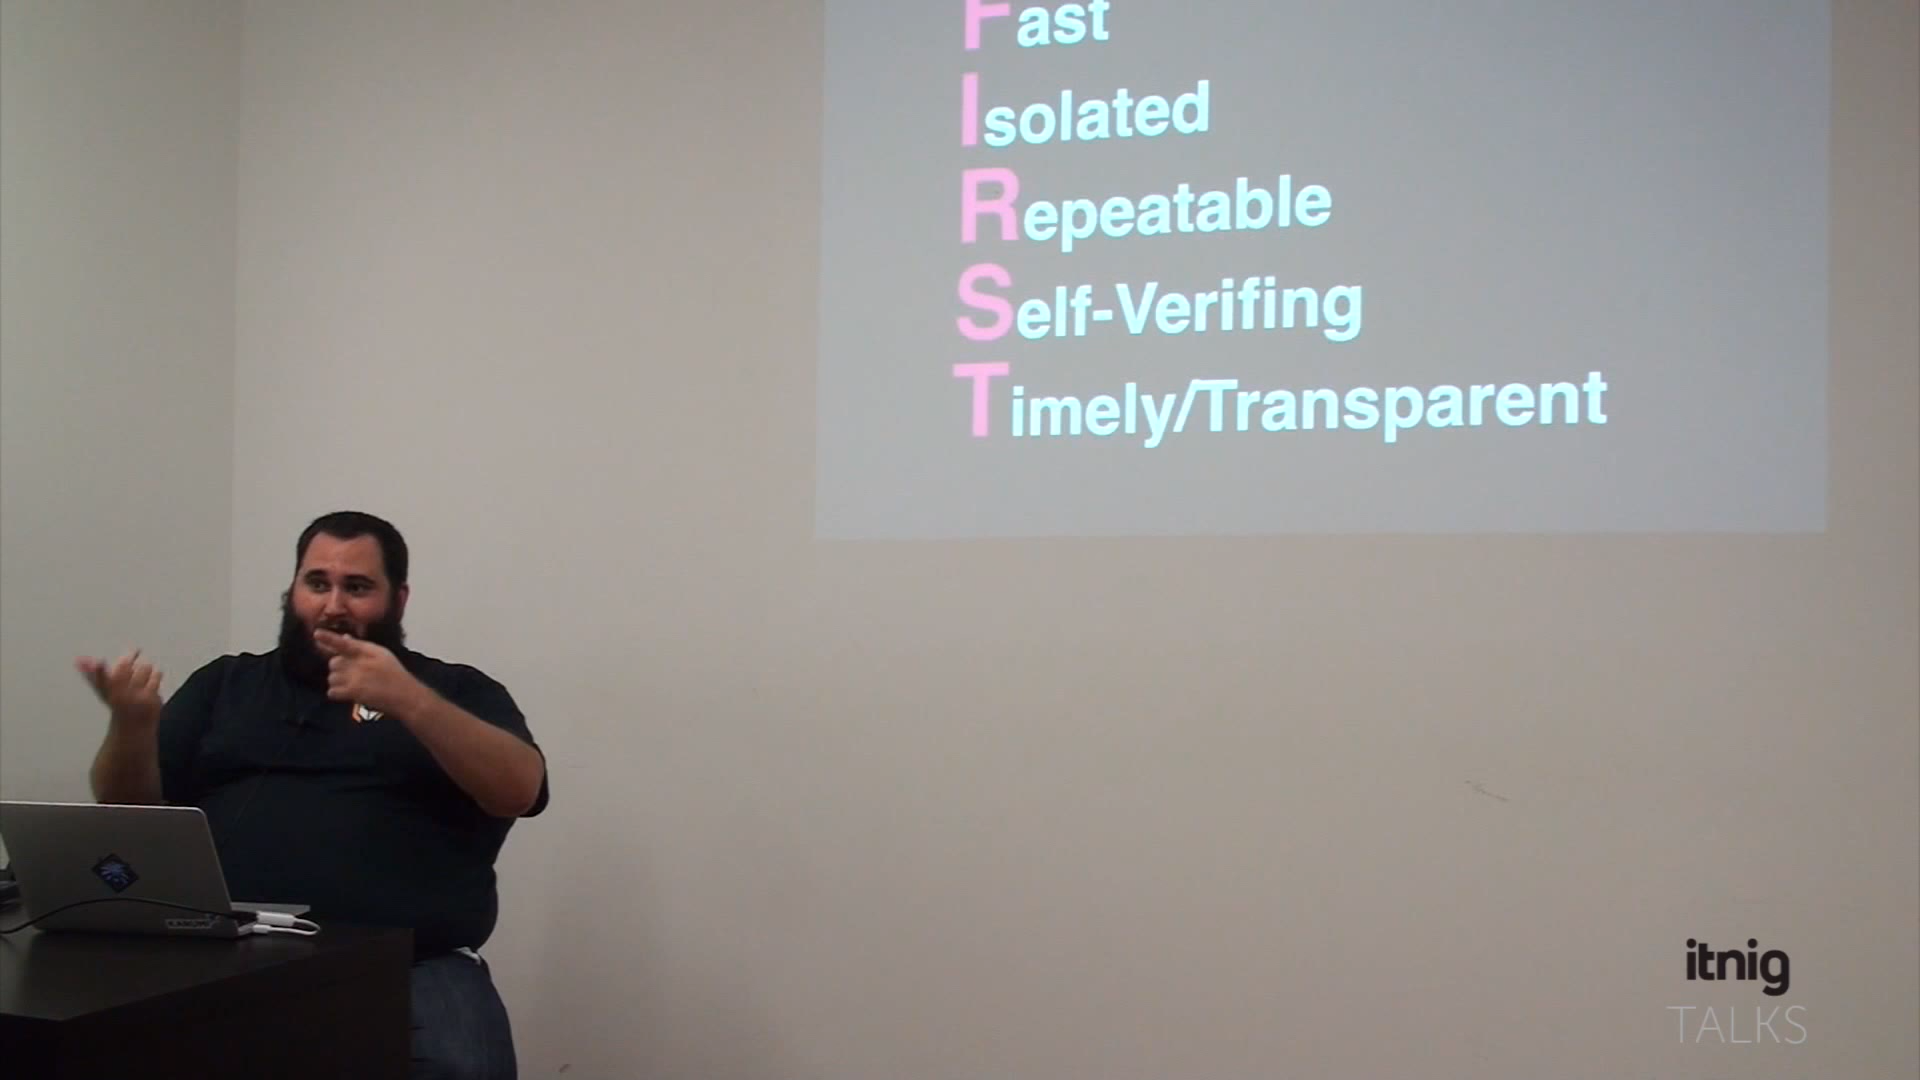 Fast
Isolated
Repeatable
Self-Verifing
Timely/Transparent
itnig
TALKS